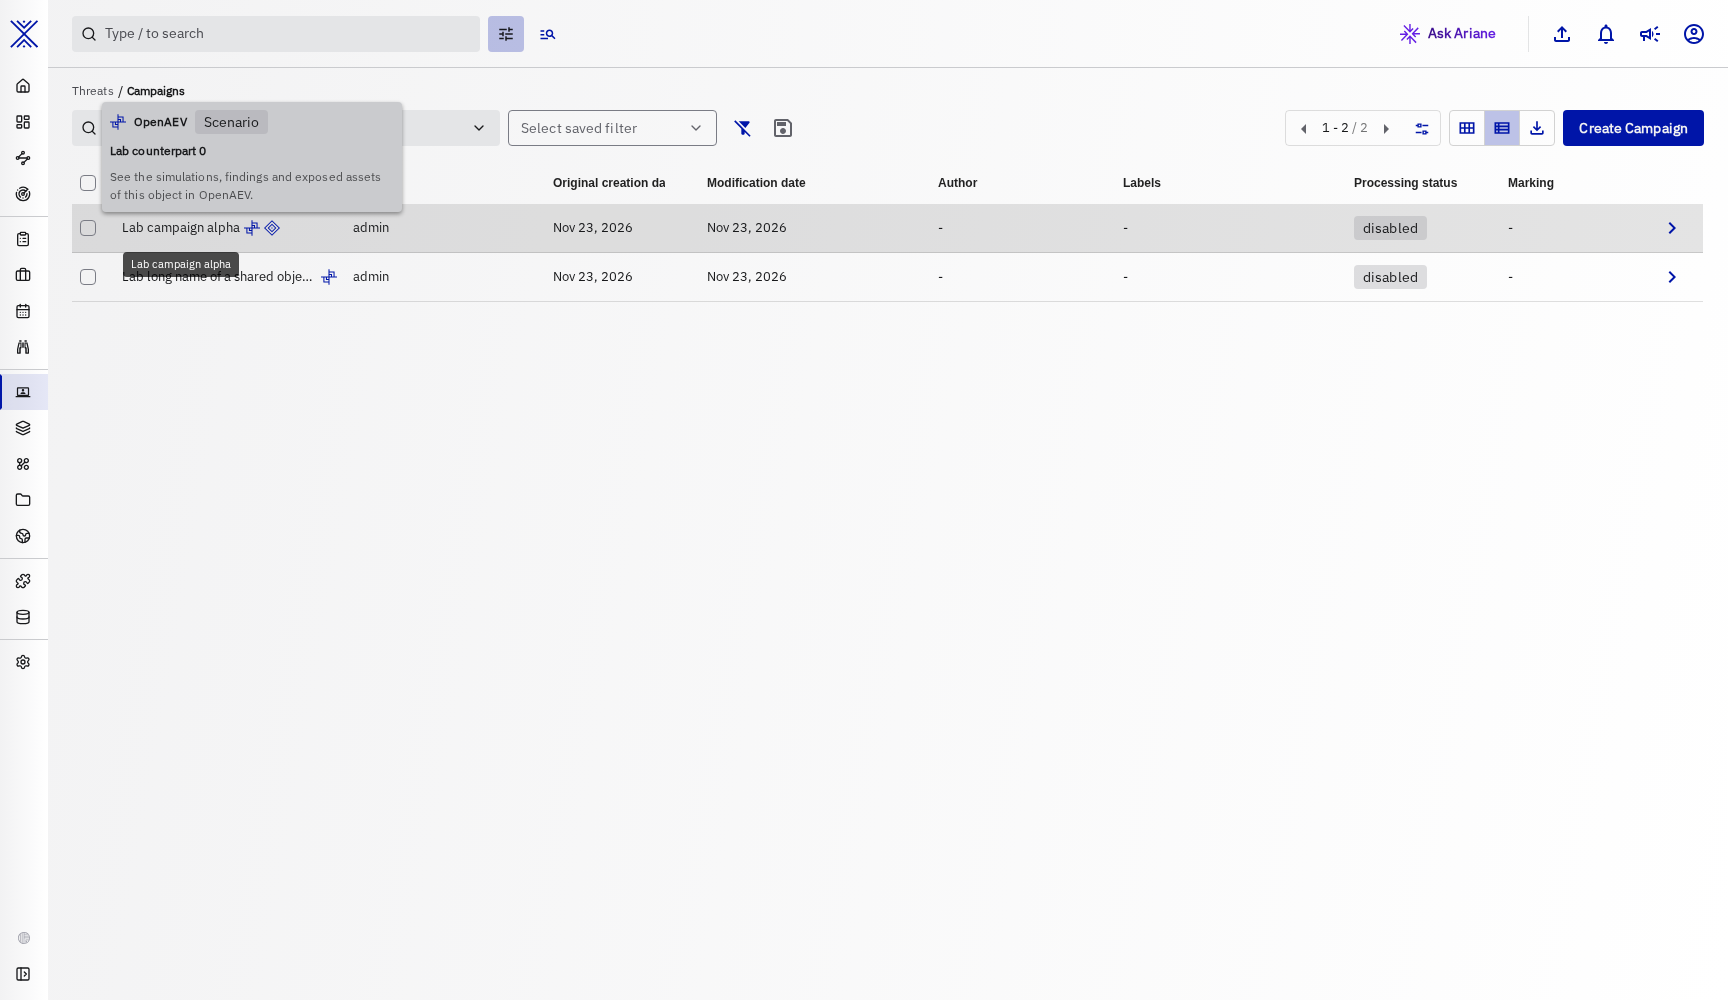 Type / to search
Ask Ariane
Threats / Campaigns
OpenAEV Scenario
Lab counterpart 0
See the simulations, findings and exposed assets
of this object in OpenAEV.
Select saved filter
1 - 2 / 2
Create Campaign
Original creation da
Modification date
Author
Labels
Processing status
Marking
Lab campaign alpha
admin
Nov 23, 2026
Nov 23, 2026
-
-
disabled
-
Lab campaign alpha
Lab long name of a shared obje...
admin
Nov 23, 2026
Nov 23, 2026
-
-
disabled
-